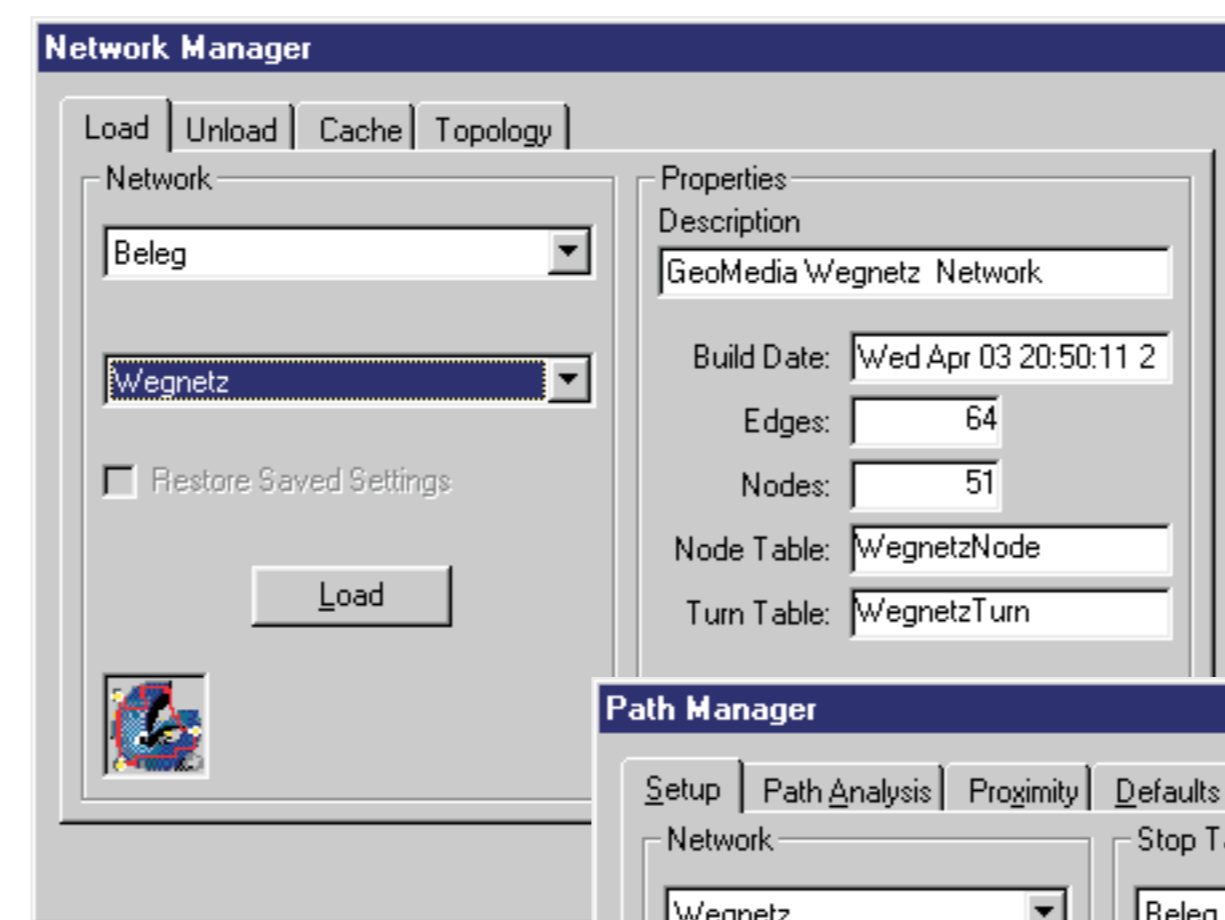 Network Manager
Load Unload Cache Topology
Network
Beleg
Wegnetz
Restore Saved Settings
Load
Properties
Description
GeoMedia Wegnetz  Network
Build Date: Wed Apr 03 20:50:11 2
Edges: 64
Nodes: 51
Node Table: WegnetzNode
Turn Table: WegnetzTurn
Path Manager
Setup Path Analysis Proximity Defaults
Network
Wegnetz
Stop Ta
Beleg